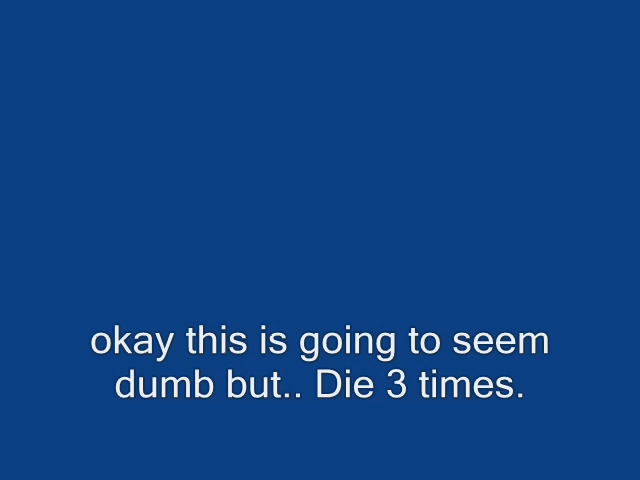 okay this is going to seem
dumb but.. Die 3 times.